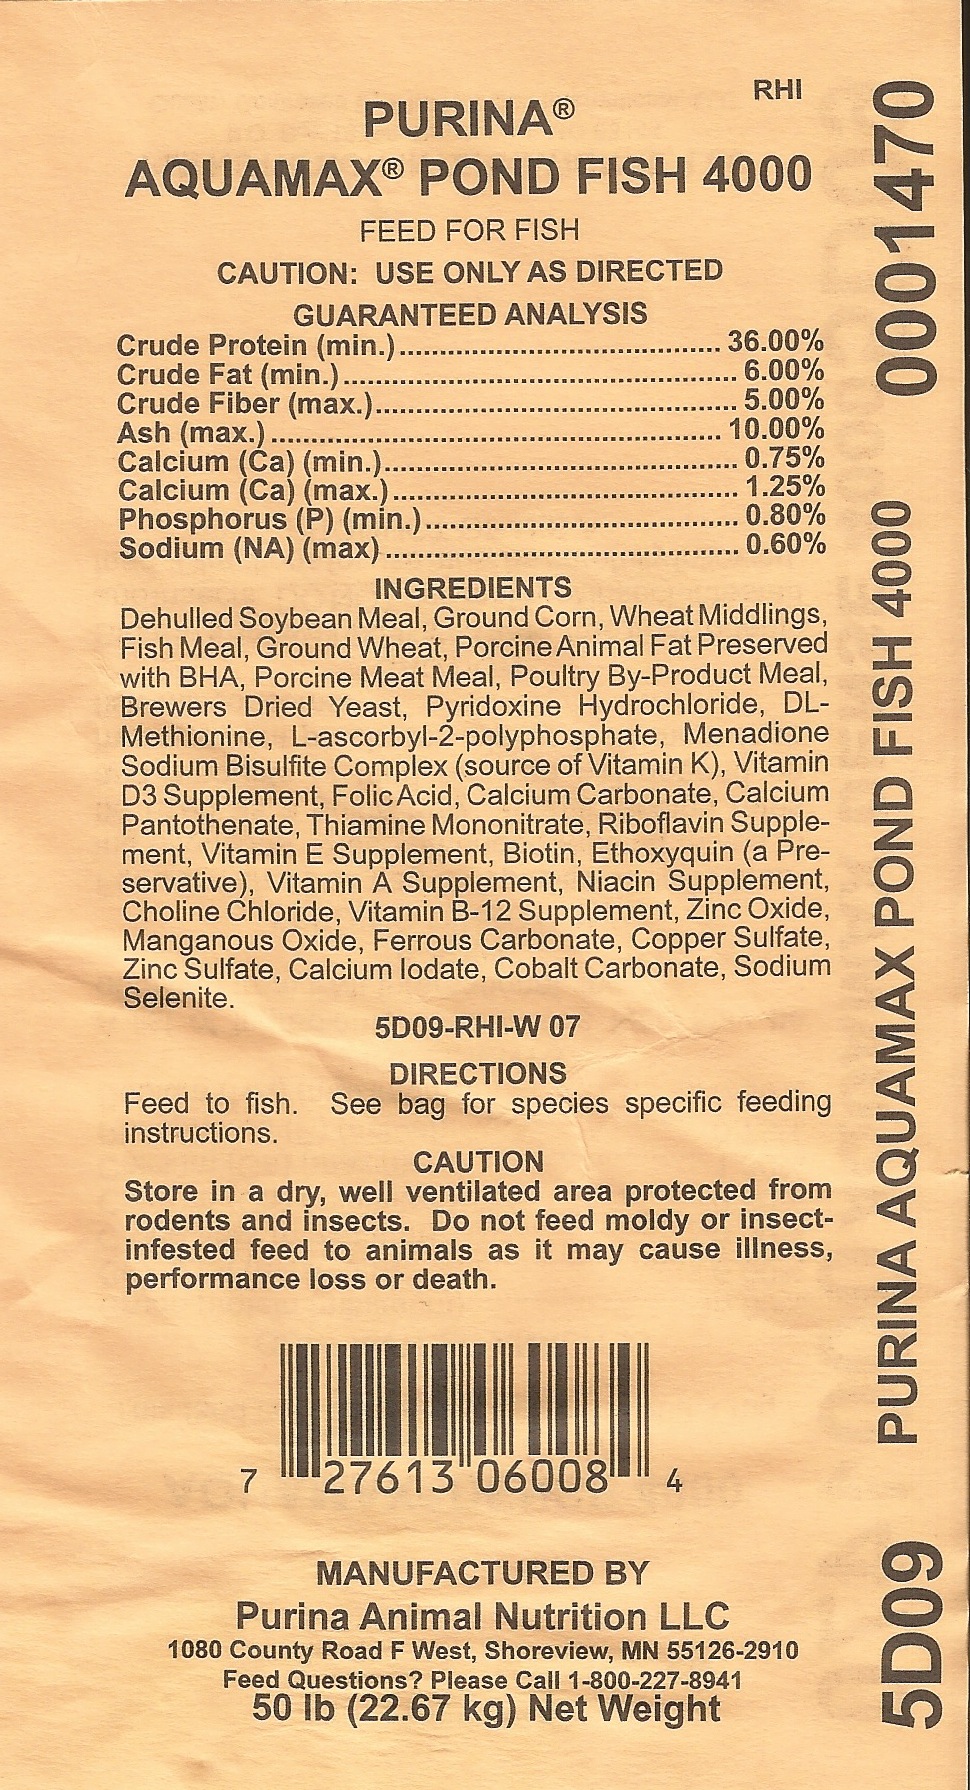 RHI
PURINA®
AQUAMAX® POND FISH 4000
FEED FOR FISH
CAUTION: USE ONLY AS DIRECTED
GUARANTEED ANALYSIS
Crude Protein (min.)........................................ 36.00%
Crude Fat (min.)................................................ 6.00%
Crude Fiber (max.)............................................ 5.00%
Ash (max.)....................................................... 10.00%
Calcium (Ca) (min.)........................................... 0.75%
Calcium (Ca) (max.).......................................... 1.25%
Phosphorus (P) (min.)...................................... 0.80%
Sodium (NA) (max)........................................... 0.60%
INGREDIENTS
Dehulled Soybean Meal, Ground Corn, Wheat Middlings,
Fish Meal, Ground Wheat, Porcine Animal Fat Preserved
with BHA, Porcine Meat Meal, Poultry By-Product Meal,
Brewers Dried Yeast, Pyridoxine Hydrochloride, DL-
Methionine, L-ascorbyl-2-polyphosphate, Menadione
Sodium Bisulfite Complex (source of Vitamin K), Vitamin
D3 Supplement, Folic Acid, Calcium Carbonate, Calcium
Pantothenate, Thiamine Mononitrate, Riboflavin Supple-
ment, Vitamin E Supplement, Biotin, Ethoxyquin (a Pre-
servative), Vitamin A Supplement, Niacin Supplement,
Choline Chloride, Vitamin B-12 Supplement, Zinc Oxide,
Manganous Oxide, Ferrous Carbonate, Copper Sulfate,
Zinc Sulfate, Calcium Iodate, Cobalt Carbonate, Sodium
Selenite.
5D09-RHI-W 07
DIRECTIONS
Feed to fish. See bag for species specific feeding
instructions.
CAUTION
Store in a dry, well ventilated area protected from
rodents and insects. Do not feed moldy or insect-
infested feed to animals as it may cause illness,
performance loss or death.
7 27613 06008 4
MANUFACTURED BY
Purina Animal Nutrition LLC
1080 County Road F West, Shoreview, MN 55126-2910
Feed Questions? Please Call 1-800-227-8941
50 lb (22.67 kg) Net Weight
5D09 PURINA AQUAMAX POND FISH 4000 0001470